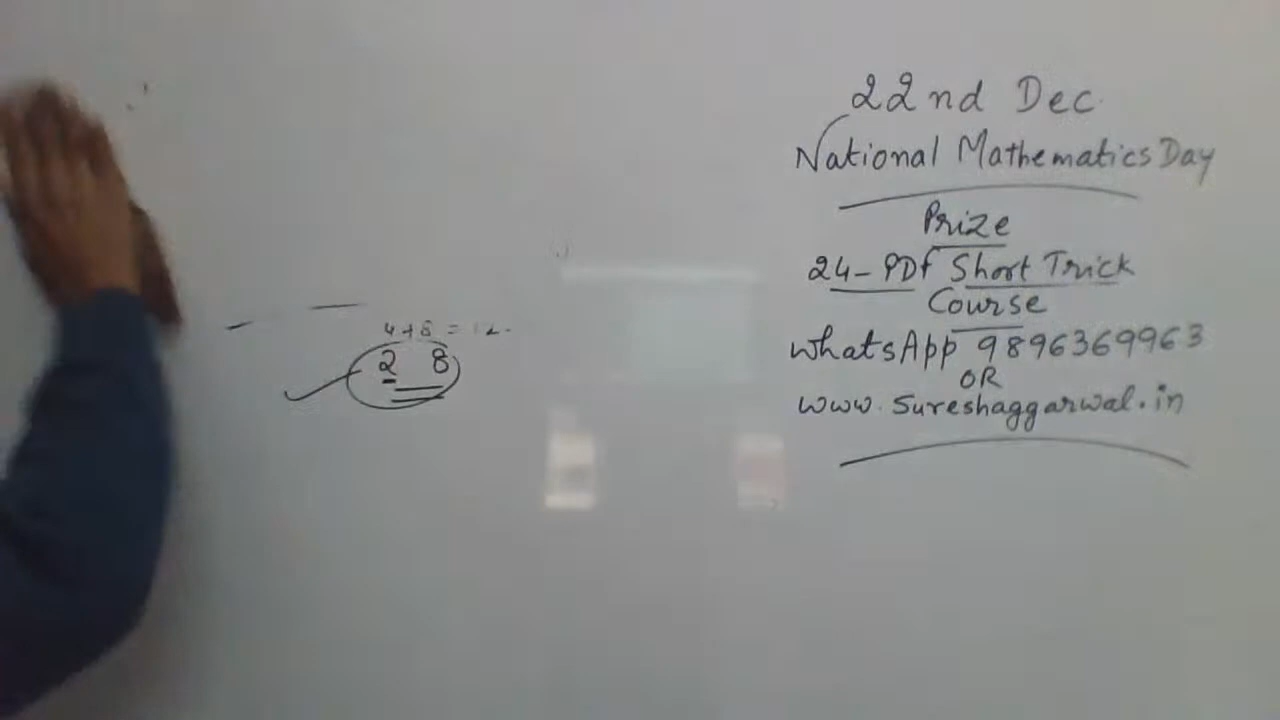 4+8 = 12
2 8
22nd Dec.
National Mathematics Day
Prize
24-PDf Short Trick
Course
WhatsApp 9896369963
OR
www.Sureshaggarwal.in